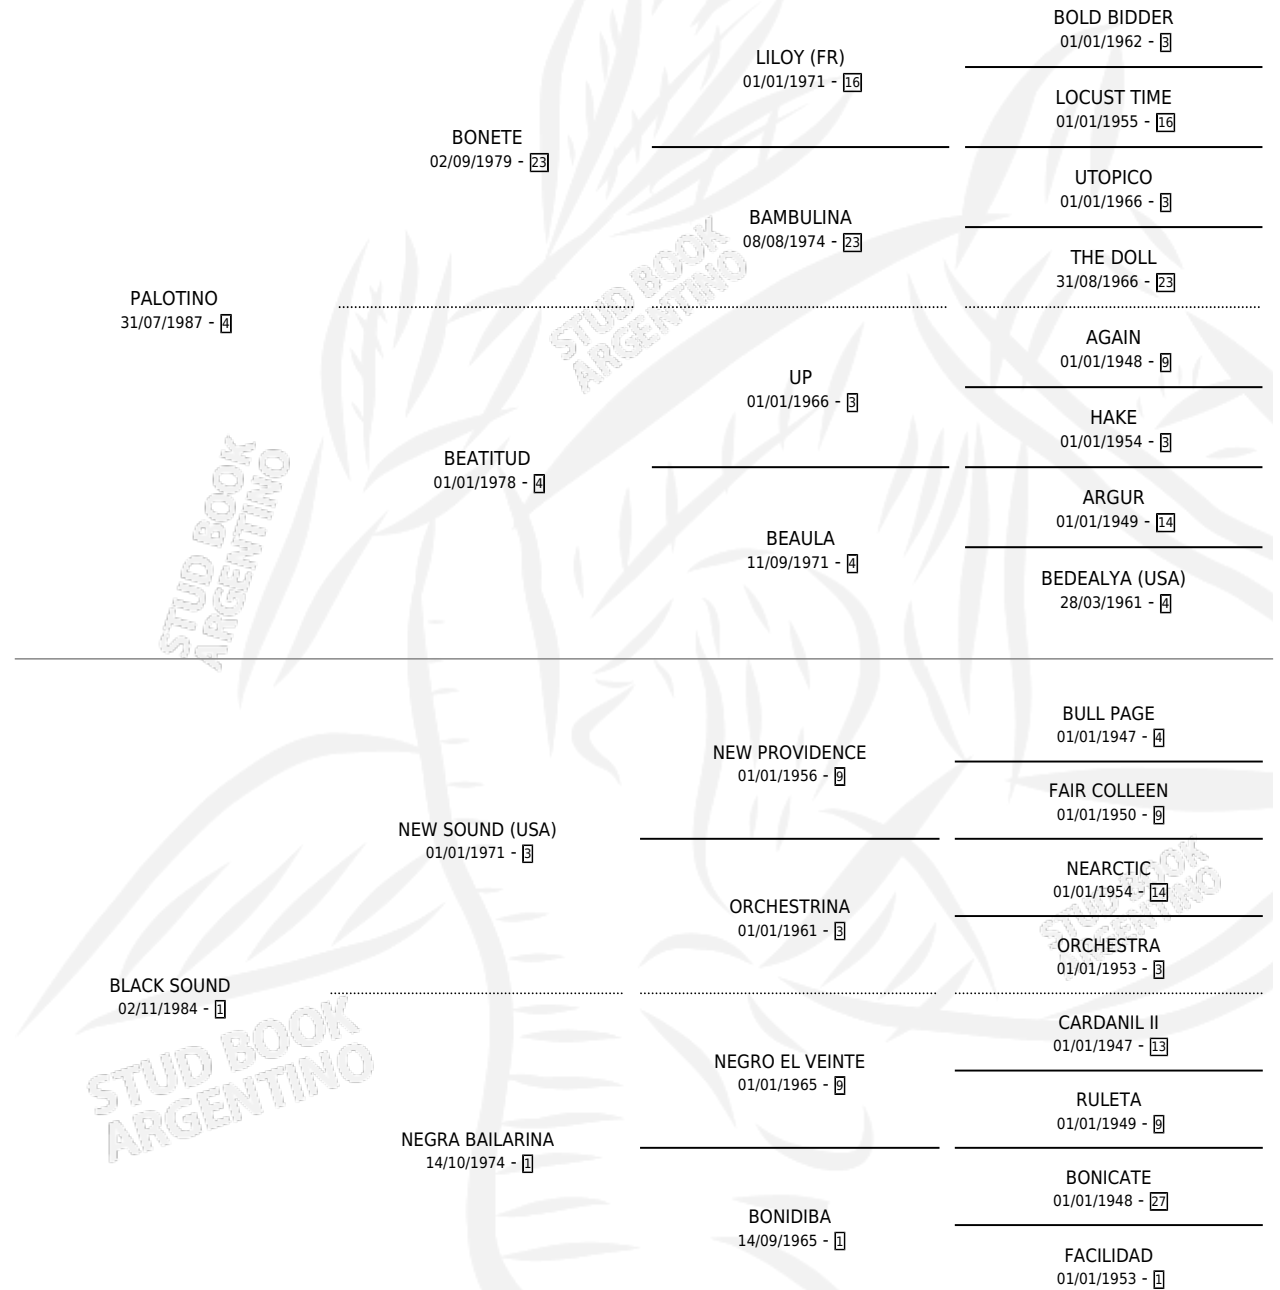 BOLD BIDDER
01/01/1962 - 3
LILOY (FR)
01/01/1971 - 16
LOCUST TIME
01/01/1955 - 16
BONETE
02/09/1979 - 23
UTOPICO
01/01/1966 - 3
BAMBULINA
08/08/1974 - 23
THE DOLL
31/08/1966 - 23
PALOTINO
31/07/1987 - 4
STUD BOOK
ARGENTINO
AGAIN
01/01/1948 - 9
UP
01/01/1966 - 3
HAKE
01/01/1954 - 3
BEATITUD
01/01/1978 - 4
ARGUR
01/01/1949 - 14
BEAULA
11/09/1971 - 4
BEDEALYA (USA)
28/03/1961 - 4
STUD BOOK
ARGENTINO
BULL PAGE
01/01/1947 - 4
NEW PROVIDENCE
01/01/1956 - 9
FAIR COLLEEN
01/01/1950 - 9
NEW SOUND (USA)
01/01/1971 - 3
NEARCTIC
01/01/1954 - 14
ORCHESTRINA
01/01/1961 - 3
STUD BOOK
ARGENTINO
ORCHESTRA
01/01/1953 - 3
BLACK SOUND
02/11/1984 - 1
STUD BOOK
ARGENTINO
CARDANIL II
01/01/1947 - 13
NEGRO EL VEINTE
01/01/1965 - 9
RULETA
01/01/1949 - 9
NEGRA BAILARINA
14/10/1974 - 1
BONICATE
01/01/1948 - 27
BONIDIBA
14/09/1965 - 1
FACILIDAD
01/01/1953 - 1